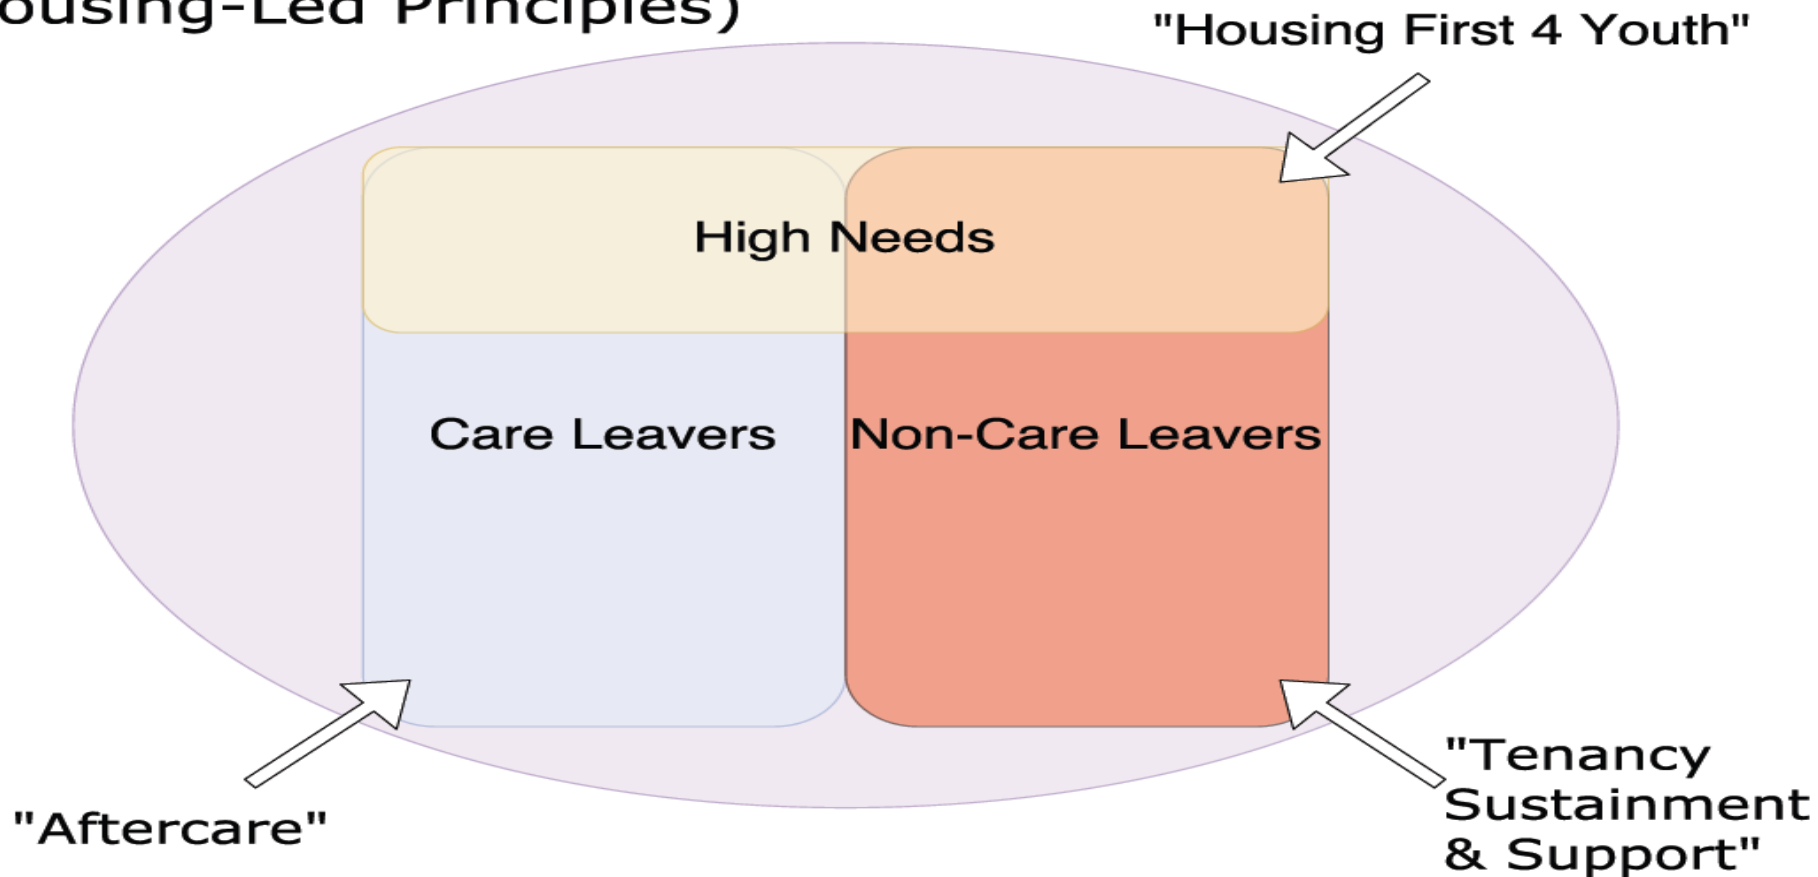 ousing-Led Principles)
"Housing First 4 Youth"
High Needs
Care Leavers
Non-Care Leavers
"Aftercare"
"Tenancy
Sustainment
& Support"